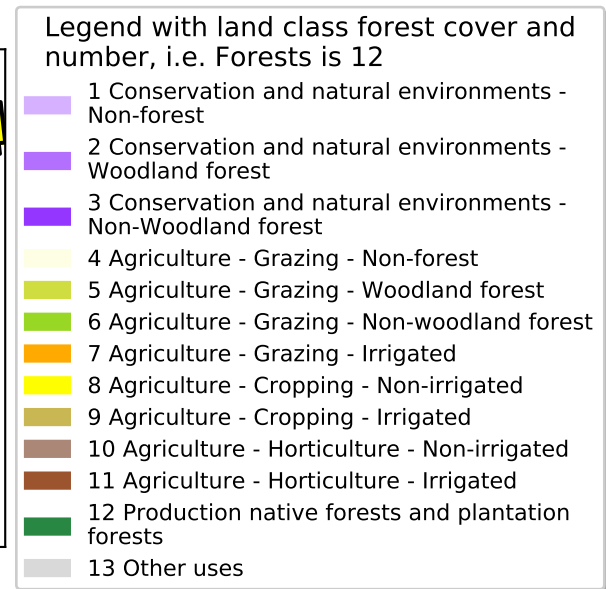 Legend with land class forest cover and
number, i.e. Forests is 12
1 Conservation and natural environments -
Non-forest
2 Conservation and natural environments -
Woodland forest
3 Conservation and natural environments -
Non-Woodland forest
4 Agriculture - Grazing - Non-forest
5 Agriculture - Grazing - Woodland forest
6 Agriculture - Grazing - Non-woodland forest
7 Agriculture - Grazing - Irrigated
8 Agriculture - Cropping - Non-irrigated
9 Agriculture - Cropping - Irrigated
10 Agriculture - Horticulture - Non-irrigated
11 Agriculture - Horticulture - Irrigated
12 Production native forests and plantation
forests
13 Other uses